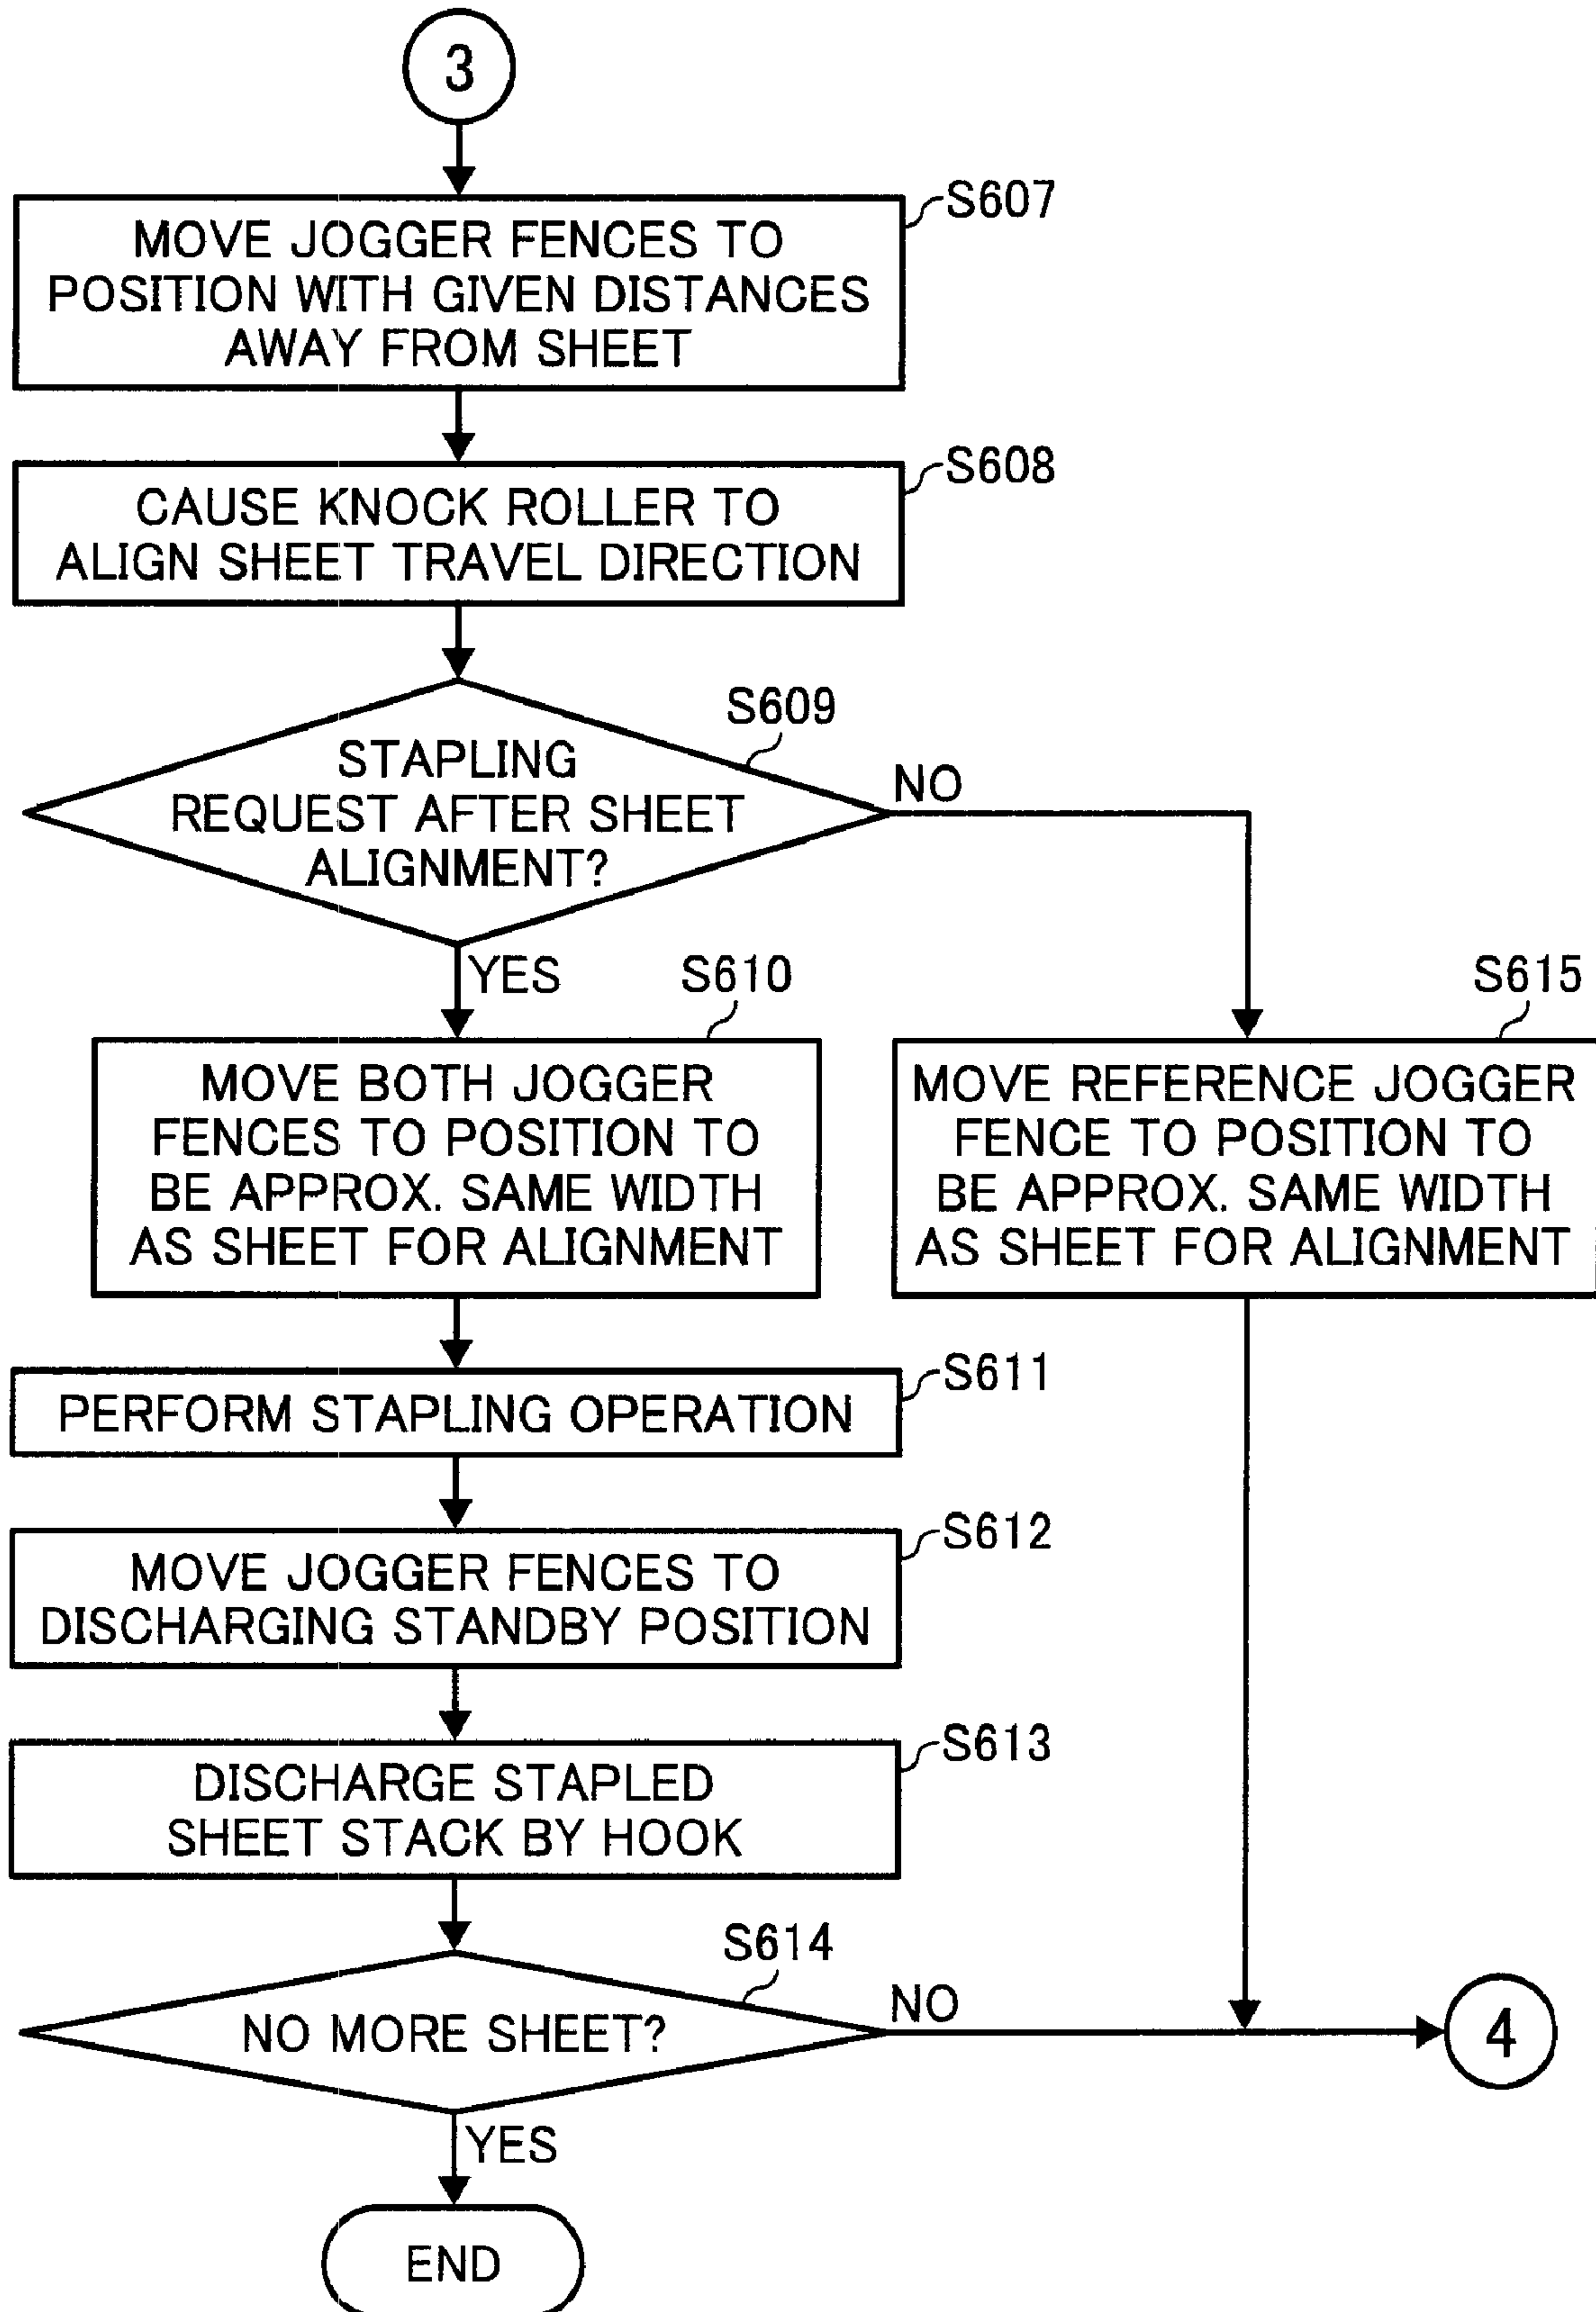 3
S607
MOVE JOGGER FENCES TO
POSITION WITH GIVEN DISTANCES
AWAY FROM SHEET
S608
CAUSE KNOCK ROLLER TO
ALIGN SHEET TRAVEL DIRECTION
S609
STAPLING
REQUEST AFTER SHEET
ALIGNMENT?
NO
YES
S610
MOVE BOTH JOGGER
FENCES TO POSITION TO
BE APPROX. SAME WIDTH
AS SHEET FOR ALIGNMENT
S615
MOVE REFERENCE JOGGER
FENCE TO POSITION TO
BE APPROX. SAME WIDTH
AS SHEET FOR ALIGNMENT
S611
PERFORM STAPLING OPERATION
S612
MOVE JOGGER FENCES TO
DISCHARGING STANDBY POSITION
S613
DISCHARGE STAPLED
SHEET STACK BY HOOK
S614
NO MORE SHEET?
NO
4
YES
END